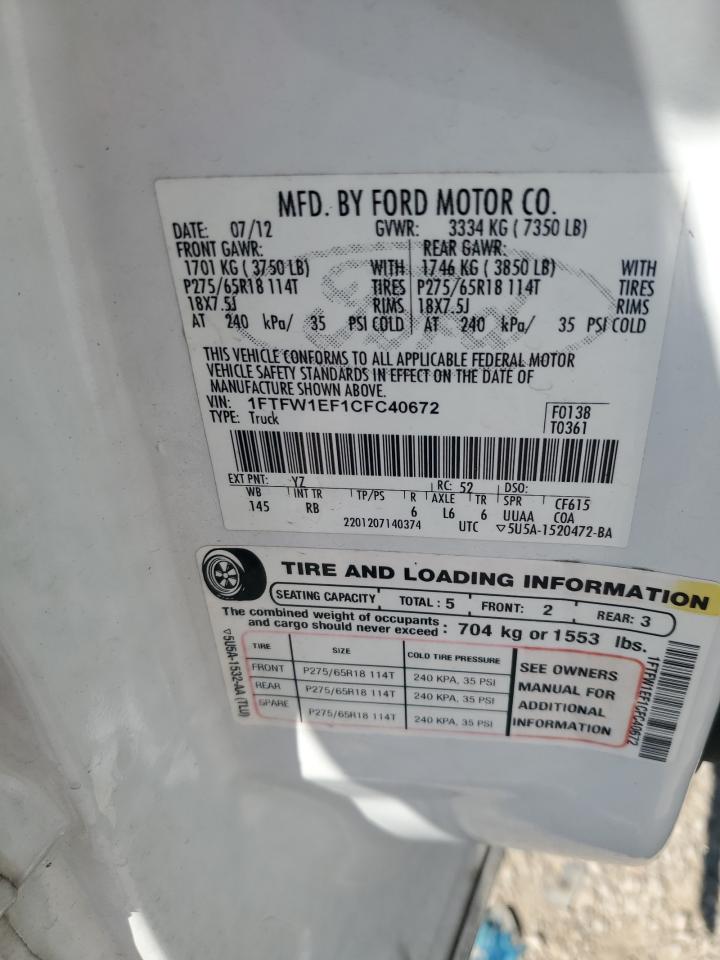 MFD. BY FORD MOTOR CO.
DATE: 07/12 GVWR: 3334 KG ( 7350 LB)
FRONT GAWR: REAR GAWR:
1701 KG ( 3750 LB) WITH 1746 KG ( 3850 LB) WITH
P275/65R18 114T TIRES P275/65R18 114T TIRES
18X7.5J RIMS 18X7.5J RIMS
AT 240 kPa/ 35 PSI COLD AT 240 kPa/ 35 PSI COLD
THIS VEHICLE CONFORMS TO ALL APPLICABLE FEDERAL MOTOR
VEHICLE SAFETY STANDARDS IN EFFECT ON THE DATE OF
MANUFACTURE SHOWN ABOVE.
VIN: 1FTFW1EF1CFC40672 F0138
TYPE: Truck T0361
EXT PNT: YZ RC: 52 DSO:
WB INT TR TP/PS R AXLE TR SPR CF615
145 RB 6 L6 6 UUAA COA
2201207140374 UTC ▽5U5A-1520472-BA
TIRE AND LOADING INFORMATION
SEATING CAPACITY TOTAL : 5 FRONT: 2 REAR: 3
The combined weight of occupants
and cargo should never exceed : 704 kg or 1553 lbs.
TIRE SIZE COLD TIRE PRESSURE
FRONT P275/65R18 114T 240 KPA, 35 PSI
REAR P275/65R18 114T 240 KPA, 35 PSI
SPARE P275/65R18 114T 240 KPA, 35 PSI
SEE OWNERS
MANUAL FOR
ADDITIONAL
INFORMATION
▽5U5A-1532-AA (TLU)
1FTFW1EF1CFC40672